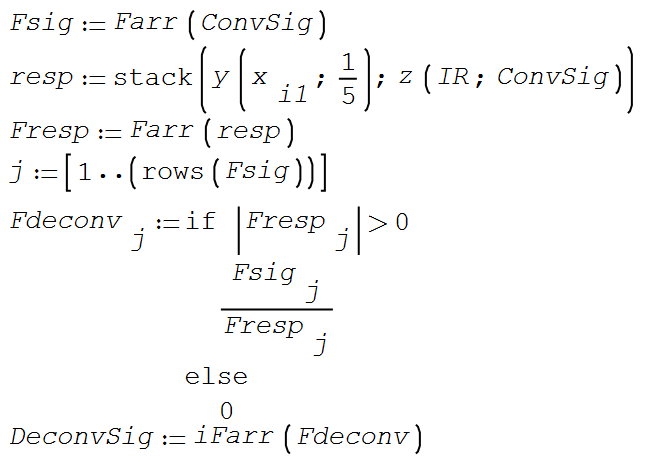 Fsig:=Farr(ConvSig)
resp:=stack(y(x i1;1/5);z(IR;ConvSig))
Fresp:=Farr(resp)
j:=[1..(rows(Fsig))]
Fdeconv j:=if |Fresp j|>0
Fsig j
Fresp j
else
0
DeconvSig:=iFarr(Fdeconv)